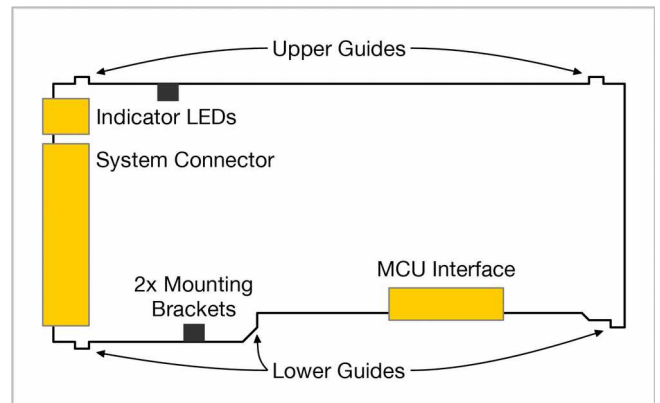 Upper Guides
Indicator LEDs
System Connector
MCU Interface
2x Mounting
Brackets
Lower Guides